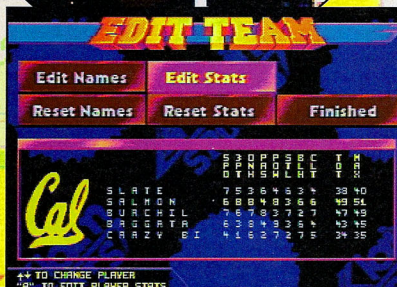 EDIT TEAM
Edit Names Edit Stats
Reset Names Reset Stats Finished
S 3 D P P S B C T M
P P N A O T L L O A
D T K S W L K T T X
Cal
SLATE 7 5 3 6 4 6 3 4 38 40
SALMON 6 8 8 4 8 3 6 6 49 51
BURCHIL 7 6 7 8 3 7 2 7 47 49
BAGGATA 6 3 8 4 9 3 6 4 43 45
CRAZY BI 4 1 6 2 7 2 7 5 34 35
↑↓ TO CHANGE PLAYER
"A" TO EDIT PLAYER STATS